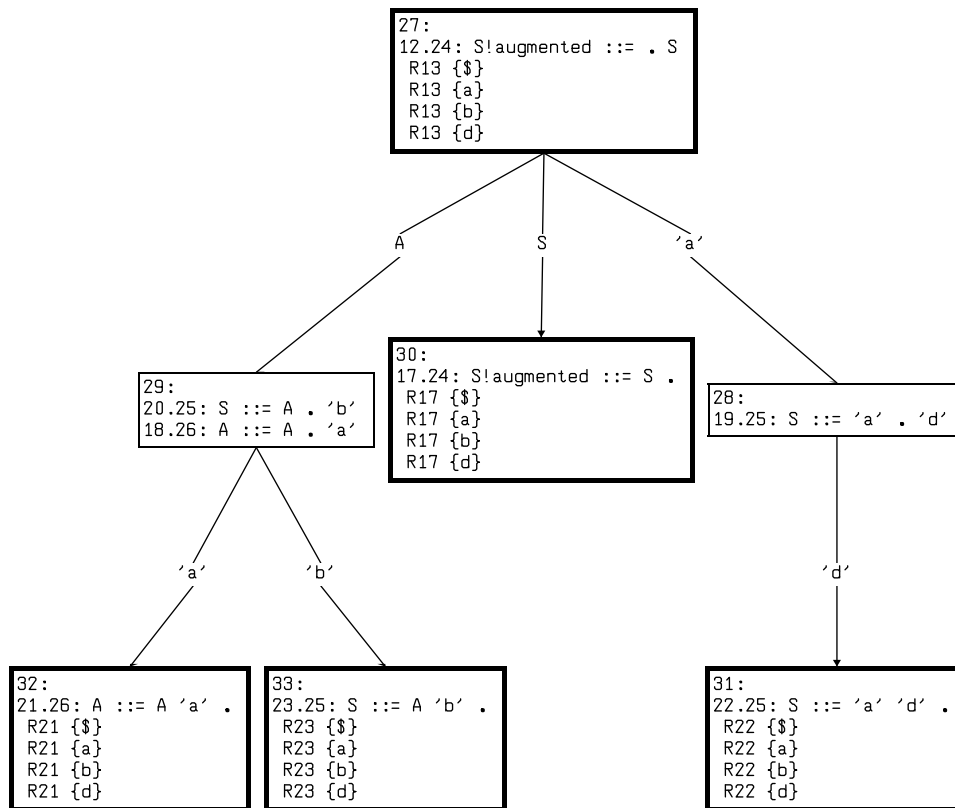 27:
12.24: S!augmented ::= . S
R13 {$}
R13 {a}
R13 {b}
R13 {d}
A
S
'a'
30:
17.24: S!augmented ::= S .
R17 {$}
R17 {a}
R17 {b}
R17 {d}
29:
20.25: S ::= A . 'b'
18.26: A ::= A . 'a'
28:
19.25: S ::= 'a' . 'd'
'a'
'b'
'd'
32:
21.26: A ::= A 'a' .
R21 {$}
R21 {a}
R21 {b}
R21 {d}
33:
23.25: S ::= A 'b' .
R23 {$}
R23 {a}
R23 {b}
R23 {d}
31:
22.25: S ::= 'a' 'd' .
R22 {$}
R22 {a}
R22 {b}
R22 {d}